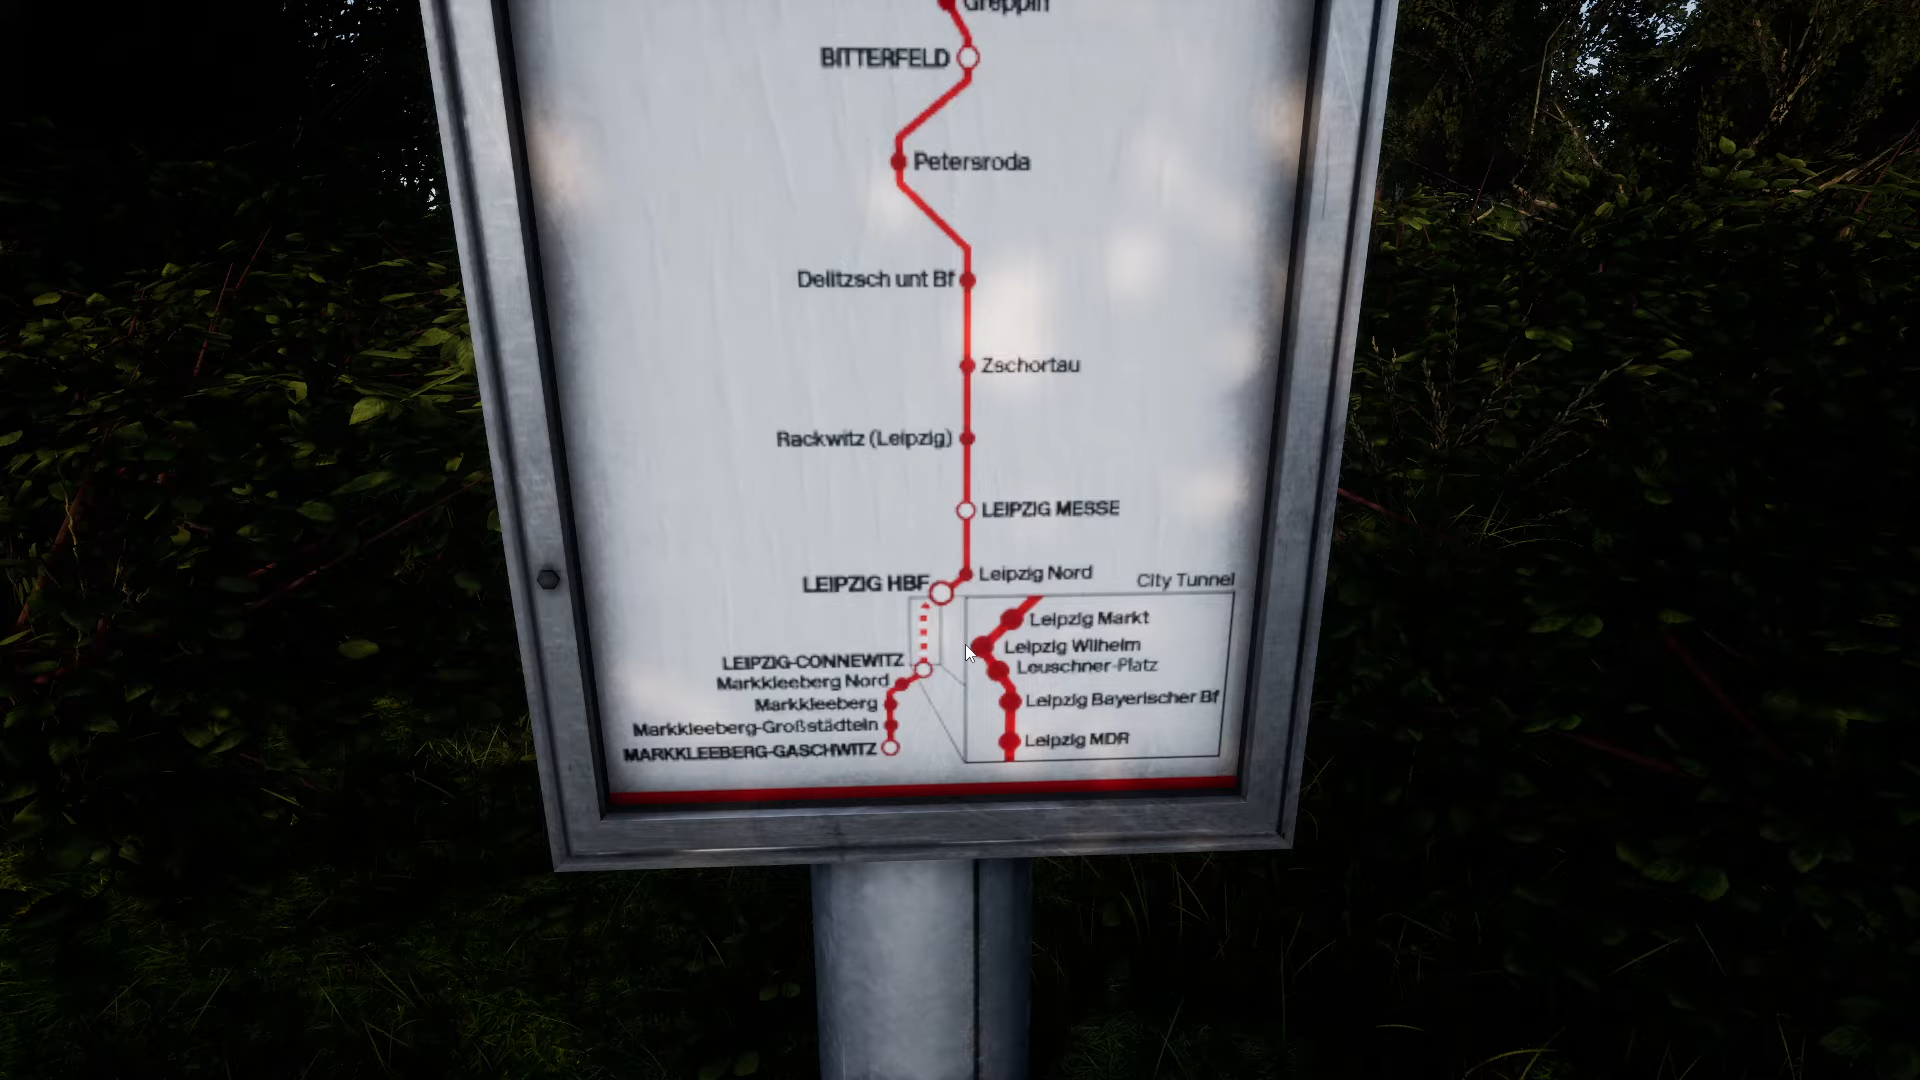 Greppin
BITTERFELD
Petersroda
Delitzsch unt Bf
Zschortau
Rackwitz (Leipzig)
LEIPZIG MESSE
Leipzig Nord
LEIPZIG HBF
City Tunnel
Leipzig Markt
Leipzig Wilhelm
Leuschner-Platz
Leipzig Bayerischer Bf
Leipzig MDR
LEIPZIG-CONNEWITZ
Markkleeberg Nord
Markkleeberg
Markkleeberg-Großstädteln
MARKKLEEBERG-GASCHWITZ